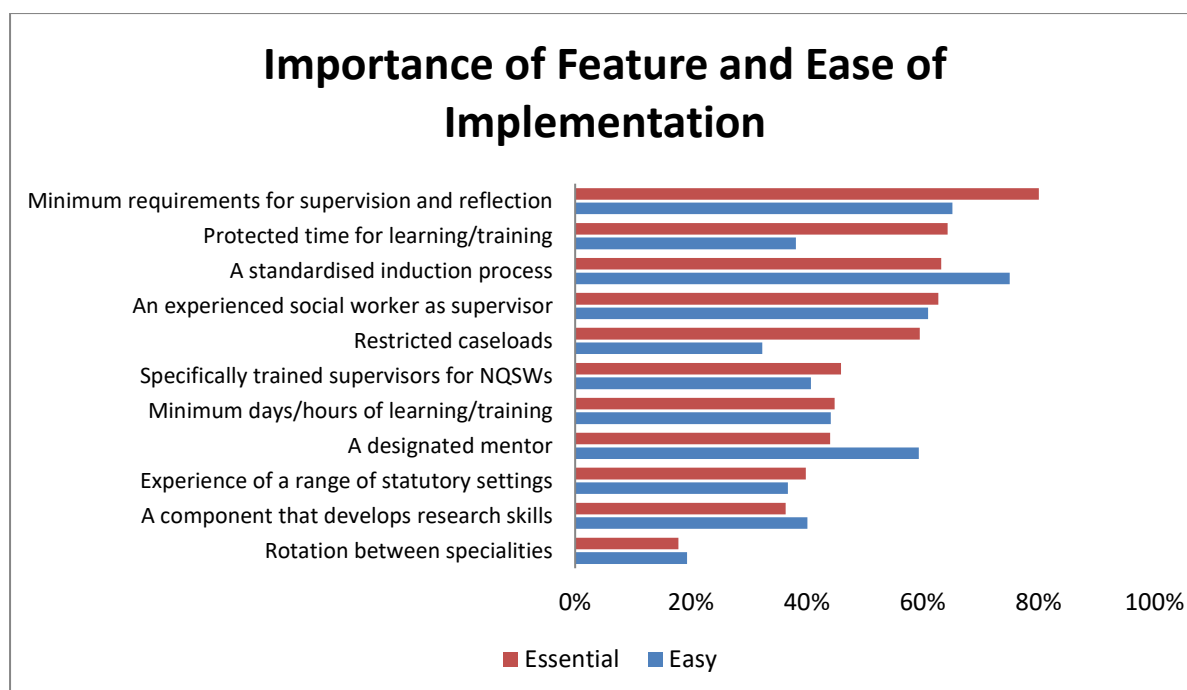 Importance of Feature and Ease of
Implementation
Minimum requirements for supervision and reflection
Protected time for learning/training
A standardised induction process
An experienced social worker as supervisor
Restricted caseloads
Specifically trained supervisors for NQSWs
Minimum days/hours of learning/training
A designated mentor
Experience of a range of statutory settings
A component that develops research skills
Rotation between specialities
0% 20% 40% 60% 80% 100%
Essential Easy